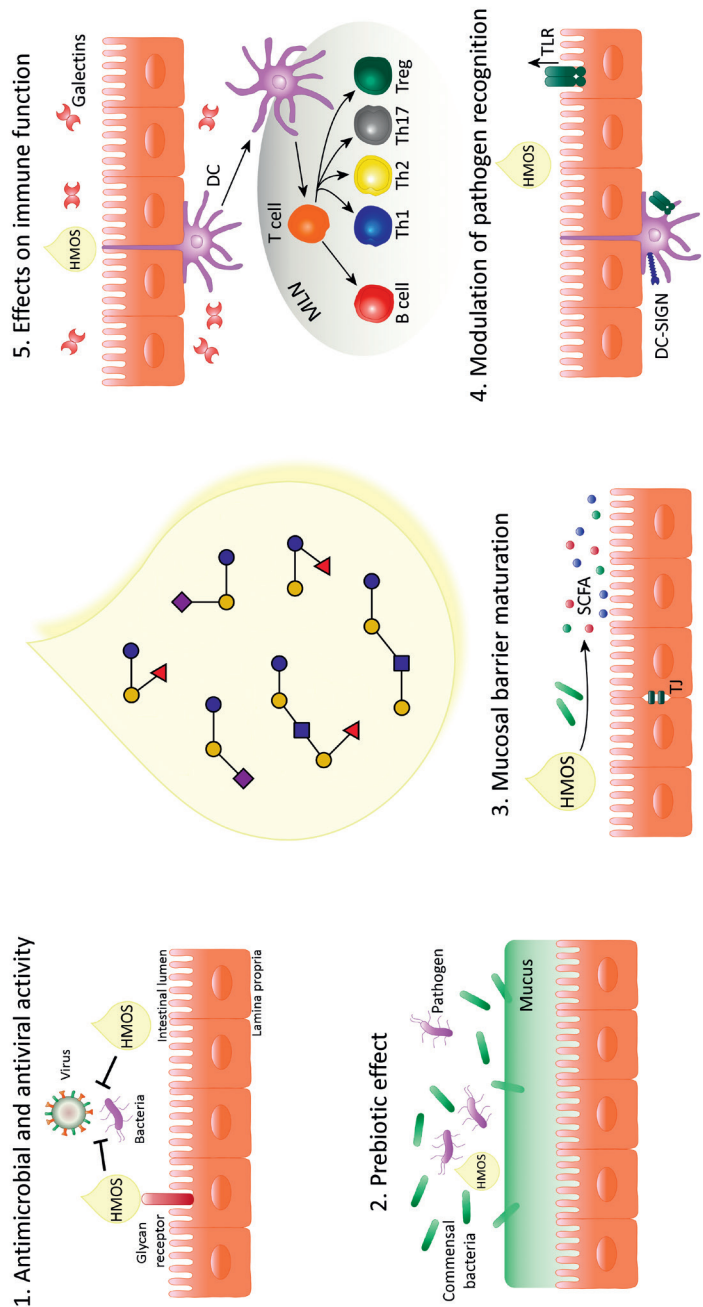 1. Antimicrobial and antiviral activity
Virus
HMOS
HMOS
Bacteria
Glycan
receptor
Intestinal lumen
Lamina propria
2. Prebiotic effect
Pathogen
HMOS
Commensal
bacteria
Mucus
3. Mucosal barrier maturation
HMOS
SCFA
TJ
4. Modulation of pathogen recognition
HMOS
TLR
DC-SIGN
5. Effects on immune function
HMOS
Galectins
DC
MLN
T cell
B cell
Th1
Th2
Th17
Treg